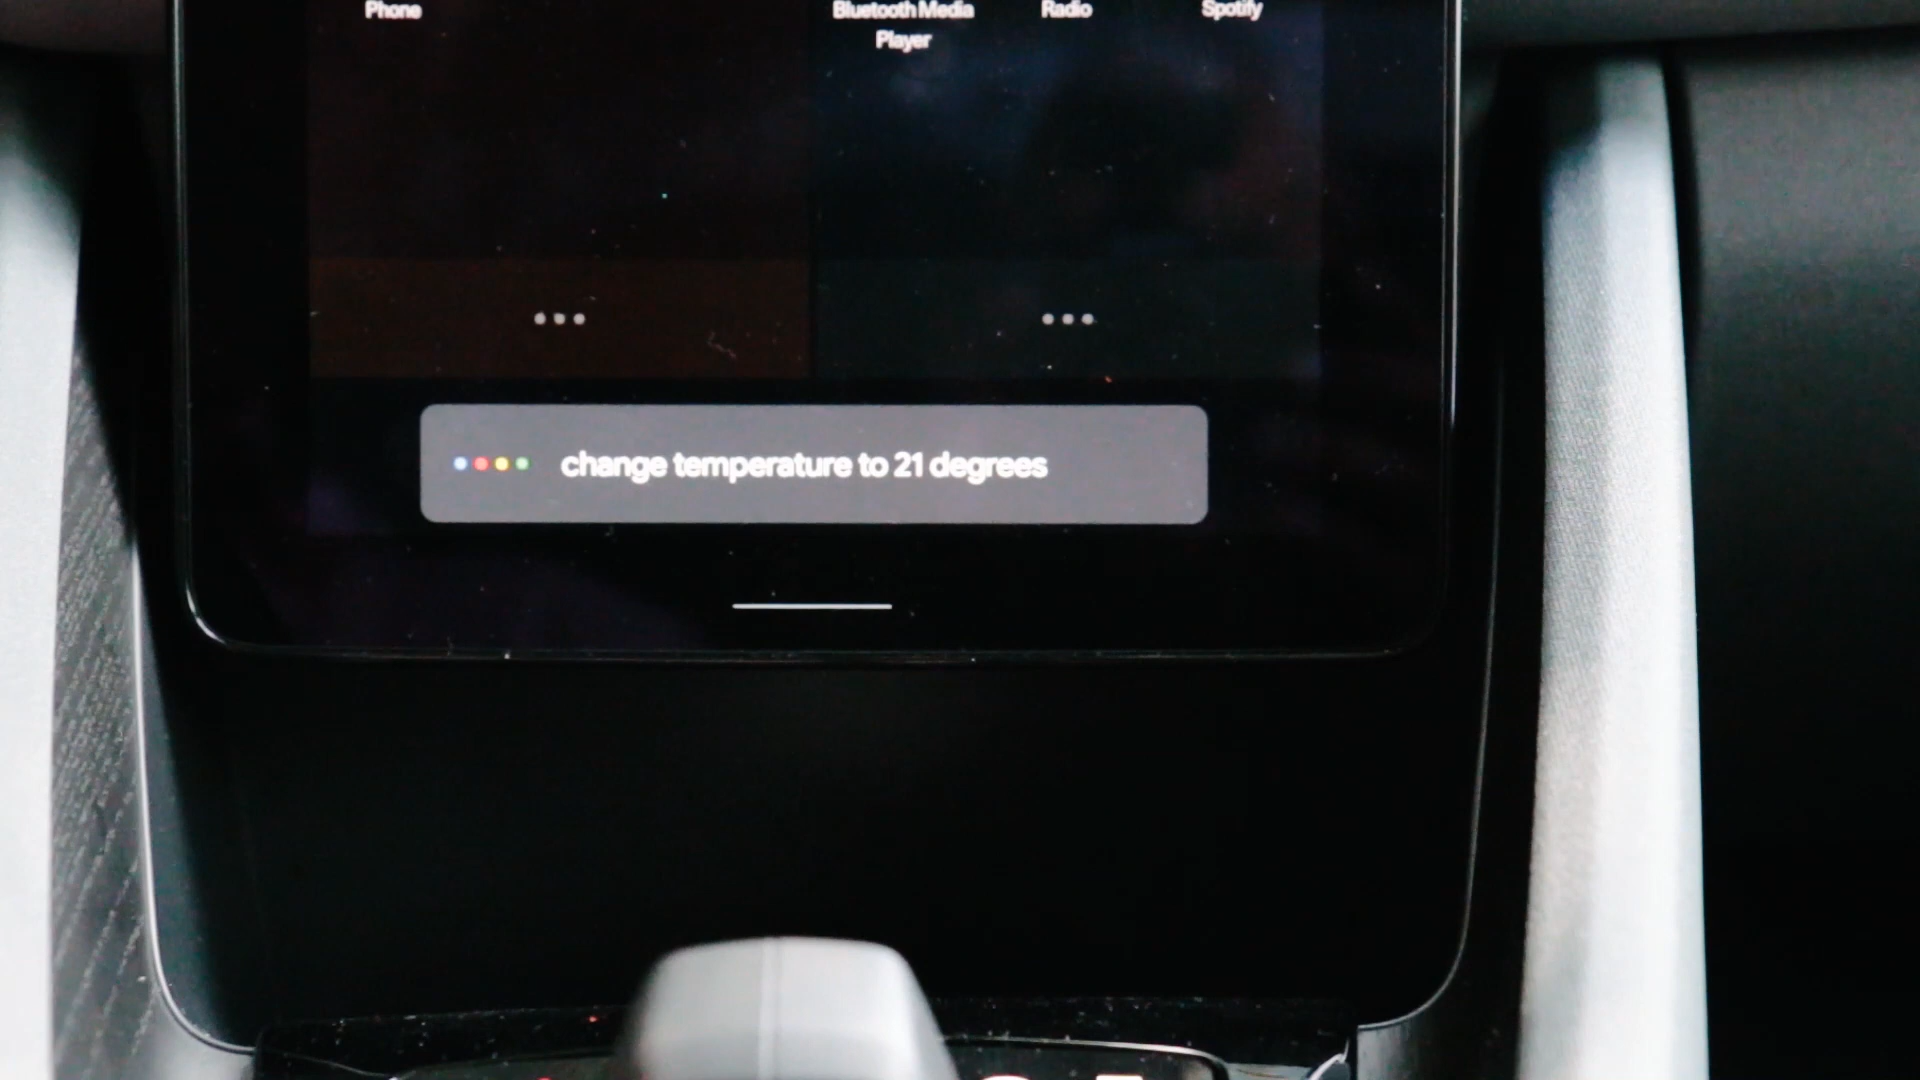 Phone
Bluetooth Media
Player
Radio
Spotify
change temperature to 21 degrees